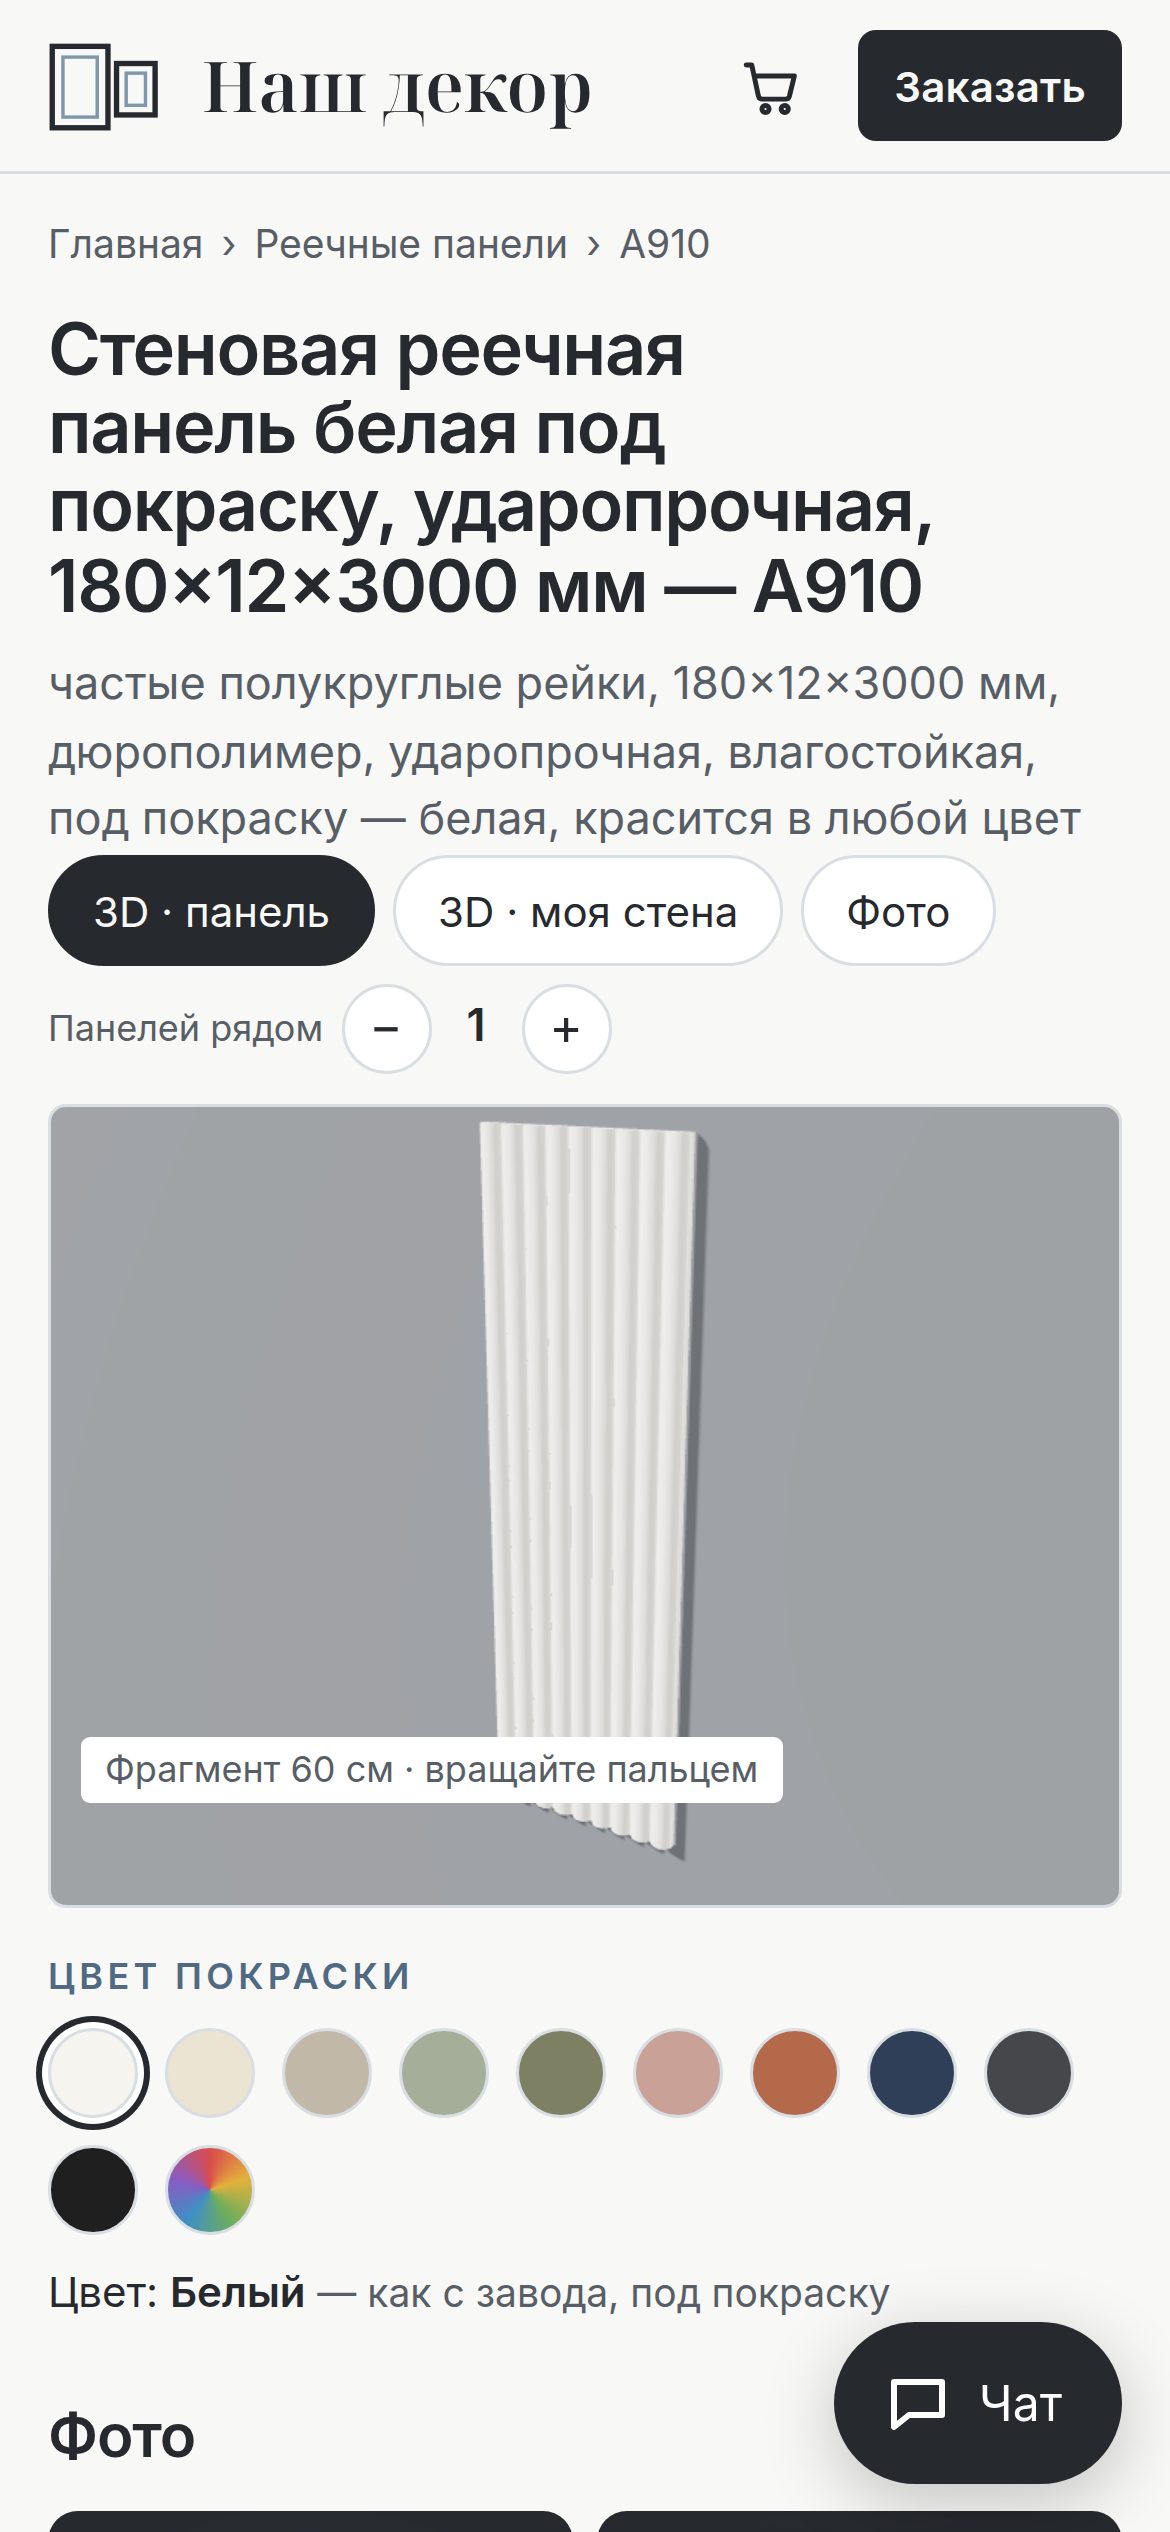 Наш декор
Заказать
Главная › Реечные панели › А910
Стеновая реечная
панель белая под
покраску, ударопрочная,
180×12×3000 мм — А910
частые полукруглые рейки, 180×12×3000 мм,
дюрополимер, ударопрочная, влагостойкая,
под покраску — белая, красится в любой цвет
3D · панель
3D · моя стена
Фото
Панелей рядом
−
1
+
Фрагмент 60 см · вращайте пальцем
ЦВЕТ ПОКРАСКИ
Цвет: Белый — как с завода, под покраску
Чат
Фото